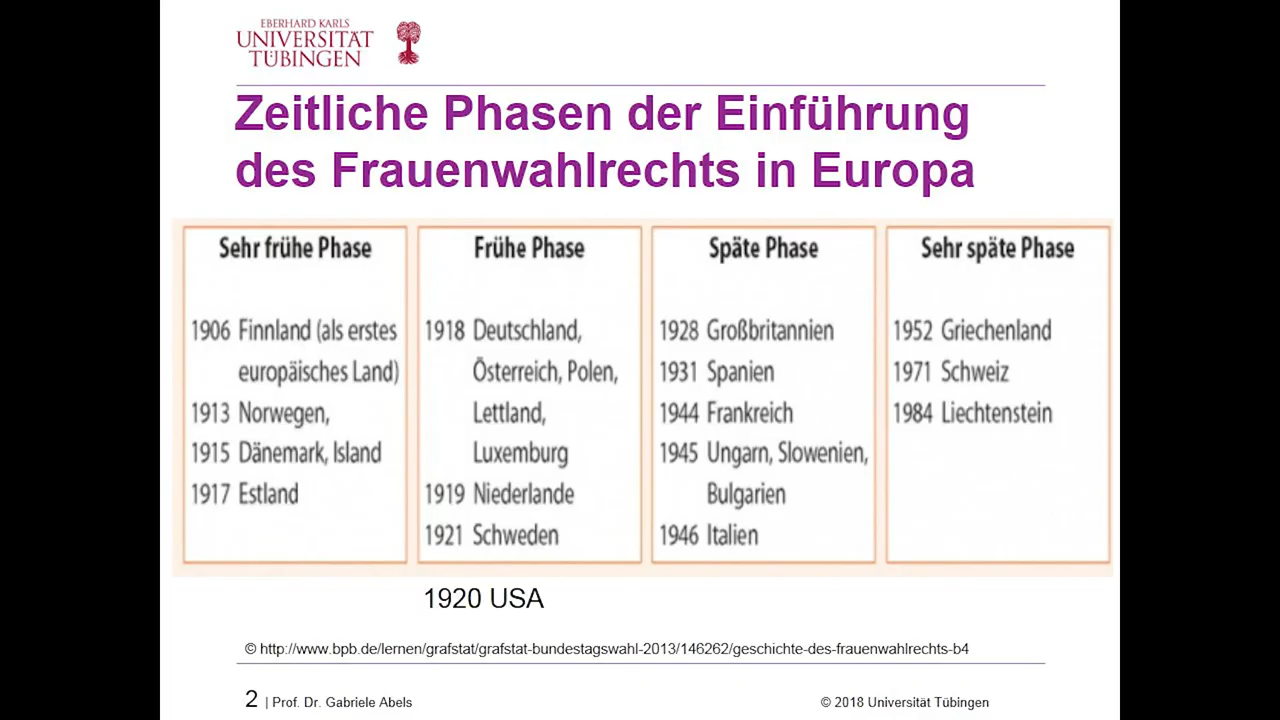 EBERHARD KARLS
UNIVERSITÄT
TÜBINGEN
Zeitliche Phasen der Einführung
des Frauenwahlrechts in Europa
Sehr frühe Phase
1906 Finnland (als erstes
europäisches Land)
1913 Norwegen,
1915 Dänemark, Island
1917 Estland
Frühe Phase
1918 Deutschland,
Österreich, Polen,
Lettland,
Luxemburg
1919 Niederlande
1921 Schweden
Späte Phase
1928 Großbritannien
1931 Spanien
1944 Frankreich
1945 Ungarn, Slowenien,
Bulgarien
1946 Italien
Sehr späte Phase
1952 Griechenland
1971 Schweiz
1984 Liechtenstein
1920 USA
© http://www.bpb.de/lernen/grafstat/grafstat-bundestagswahl-2013/146262/geschichte-des-frauenwahlrechts-b4
2 | Prof. Dr. Gabriele Abels
© 2018 Universität Tübingen